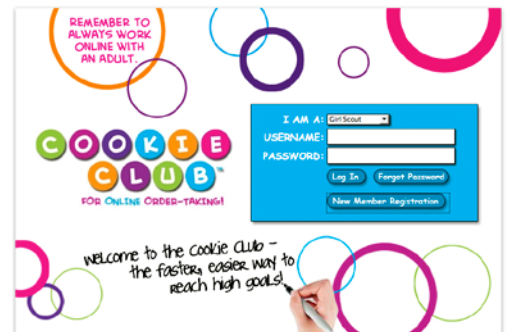 REMEMBER TO
ALWAYS WORK
ONLINE WITH
AN ADULT.
COOKIE
CLUB™
FOR ONLINE ORDER-TAKING!
I AM A: Girl Scout
USERNAME:
PASSWORD:
Log In Forgot Password
New Member Registration
Welcome to the Cookie Club –
the faster, easier way to
reach high goals!